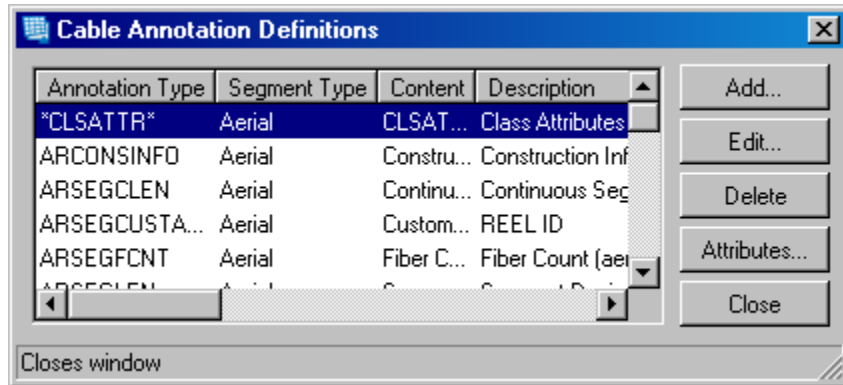 Cable Annotation Definitions
Annotation Type Segment Type Content Description
*CLSATTR* Aerial CLSAT... Class Attributes
ARCONSINFO Aerial Constru... Construction Inf
ARSEGCLEN Aerial Continu... Continuous Seg
ARSEGCUSTA... Aerial Custom... REEL ID
ARSEGFCNT Aerial Fiber C... Fiber Count (aer
Add...
Edit...
Delete
Attributes...
Close
Closes window